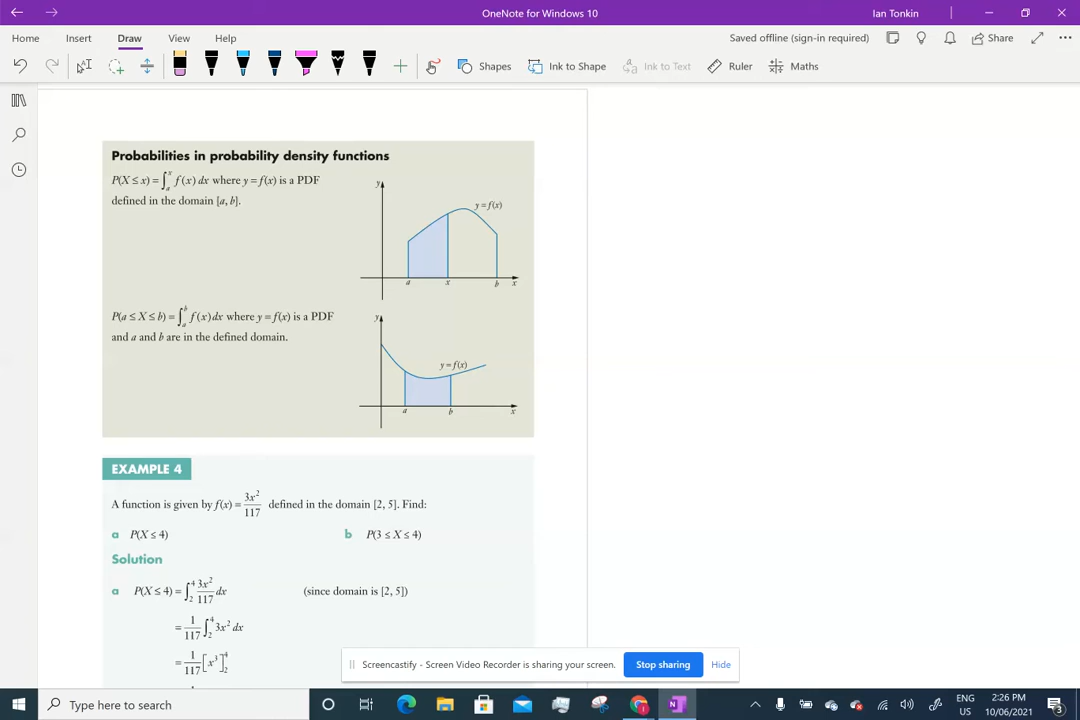 OneNote for Windows 10
Ian Tonkin
Home Insert Draw View Help
Saved offline (sign-in required)
Share
Shapes
Ink to Shape
Ink to Text
Ruler
Maths
Probabilities in probability density functions
P(X ≤ x) = ∫ₐˣ f(x) dx where y = f(x) is a PDF
defined in the domain [a, b].
y
y = f(x)
a x b x
P(a ≤ X ≤ b) = ∫ₐᵇ f(x) dx where y = f(x) is a PDF
and a and b are in the defined domain.
y
y = f(x)
a b x
EXAMPLE 4
A function is given by f(x) = 3x²/117 defined in the domain [2, 5]. Find:
a P(X ≤ 4) b P(3 ≤ X ≤ 4)
Solution
a P(X ≤ 4) = ∫₂⁴ 3x²/117 dx (since domain is [2, 5])
= 1/117 ∫₂⁴ 3x² dx
= 1/117 [x³]₂⁴
Screencastify - Screen Video Recorder is sharing your screen.
Stop sharing
Hide
Type here to search
ENG
US
2:26 PM
10/06/2021
3